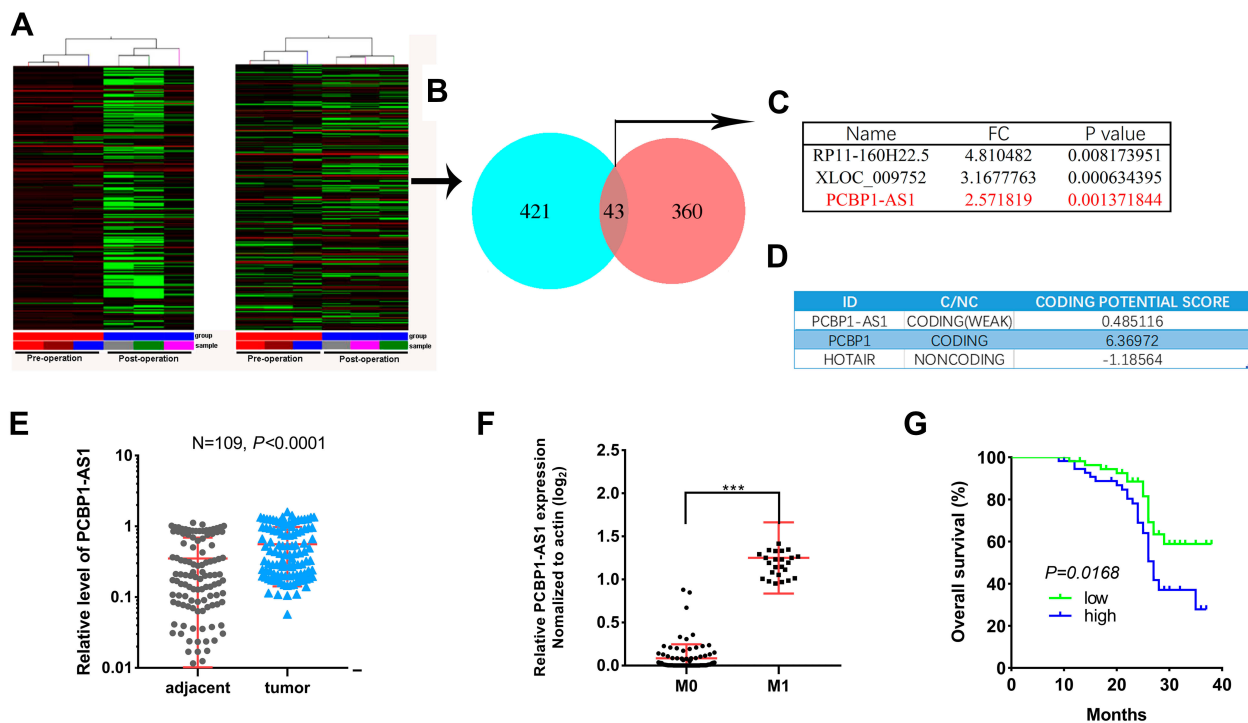 A
group
sample
Pre-operation
Post-operation
group
sample
Pre-operation
Post-operation
B
421
43
360
C
Name FC P value
RP11-160H22.5 4.810482 0.008173951
XLOC_009752 3.1677763 0.000634395
PCBP1-AS1 2.571819 0.001371844
D
ID C/NC CODING POTENTIAL SCORE
PCBP1-AS1 CODING(WEAK) 0.485116
PCBP1 CODING 6.36972
HOTAIR NONCODING -1.18564
E
N=109, P<0.0001
Relative level of PCBP1-AS1
10
1
0.1
0.01
adjacent
tumor
F
Relative PCBP1-AS1 expression
Nomalized to actin (log2)
2.5
2.0
1.5
1.0
0.5
0.0
***
M0
M1
G
Overall survival (%)
100
80
60
40
20
0
P=0.0168
low
high
0
10
20
30
40
Months